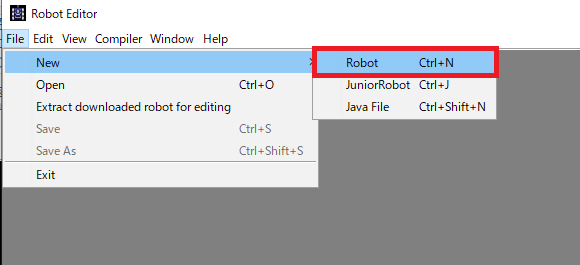 Robot Editor
File Edit View Compiler Window Help
New
Open Ctrl+O
Extract downloaded robot for editing
Save Ctrl+S
Save As Ctrl+Shift+S
Exit
Robot Ctrl+N
JuniorRobot Ctrl+J
Java File Ctrl+Shift+N